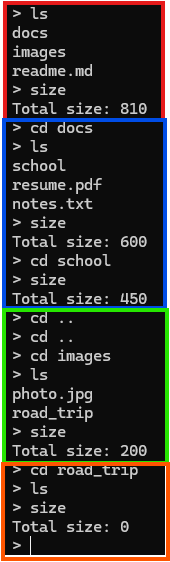 > ls
docs
images
readme.md
> size
Total size: 810
> cd docs
> ls
school
resume.pdf
notes.txt
> size
Total size: 600
> cd school
> size
Total size: 450
> cd ..
> cd ..
> cd images
> ls
photo.jpg
road_trip
> size
Total size: 200
> cd road_trip
> ls
> size
Total size: 0
>